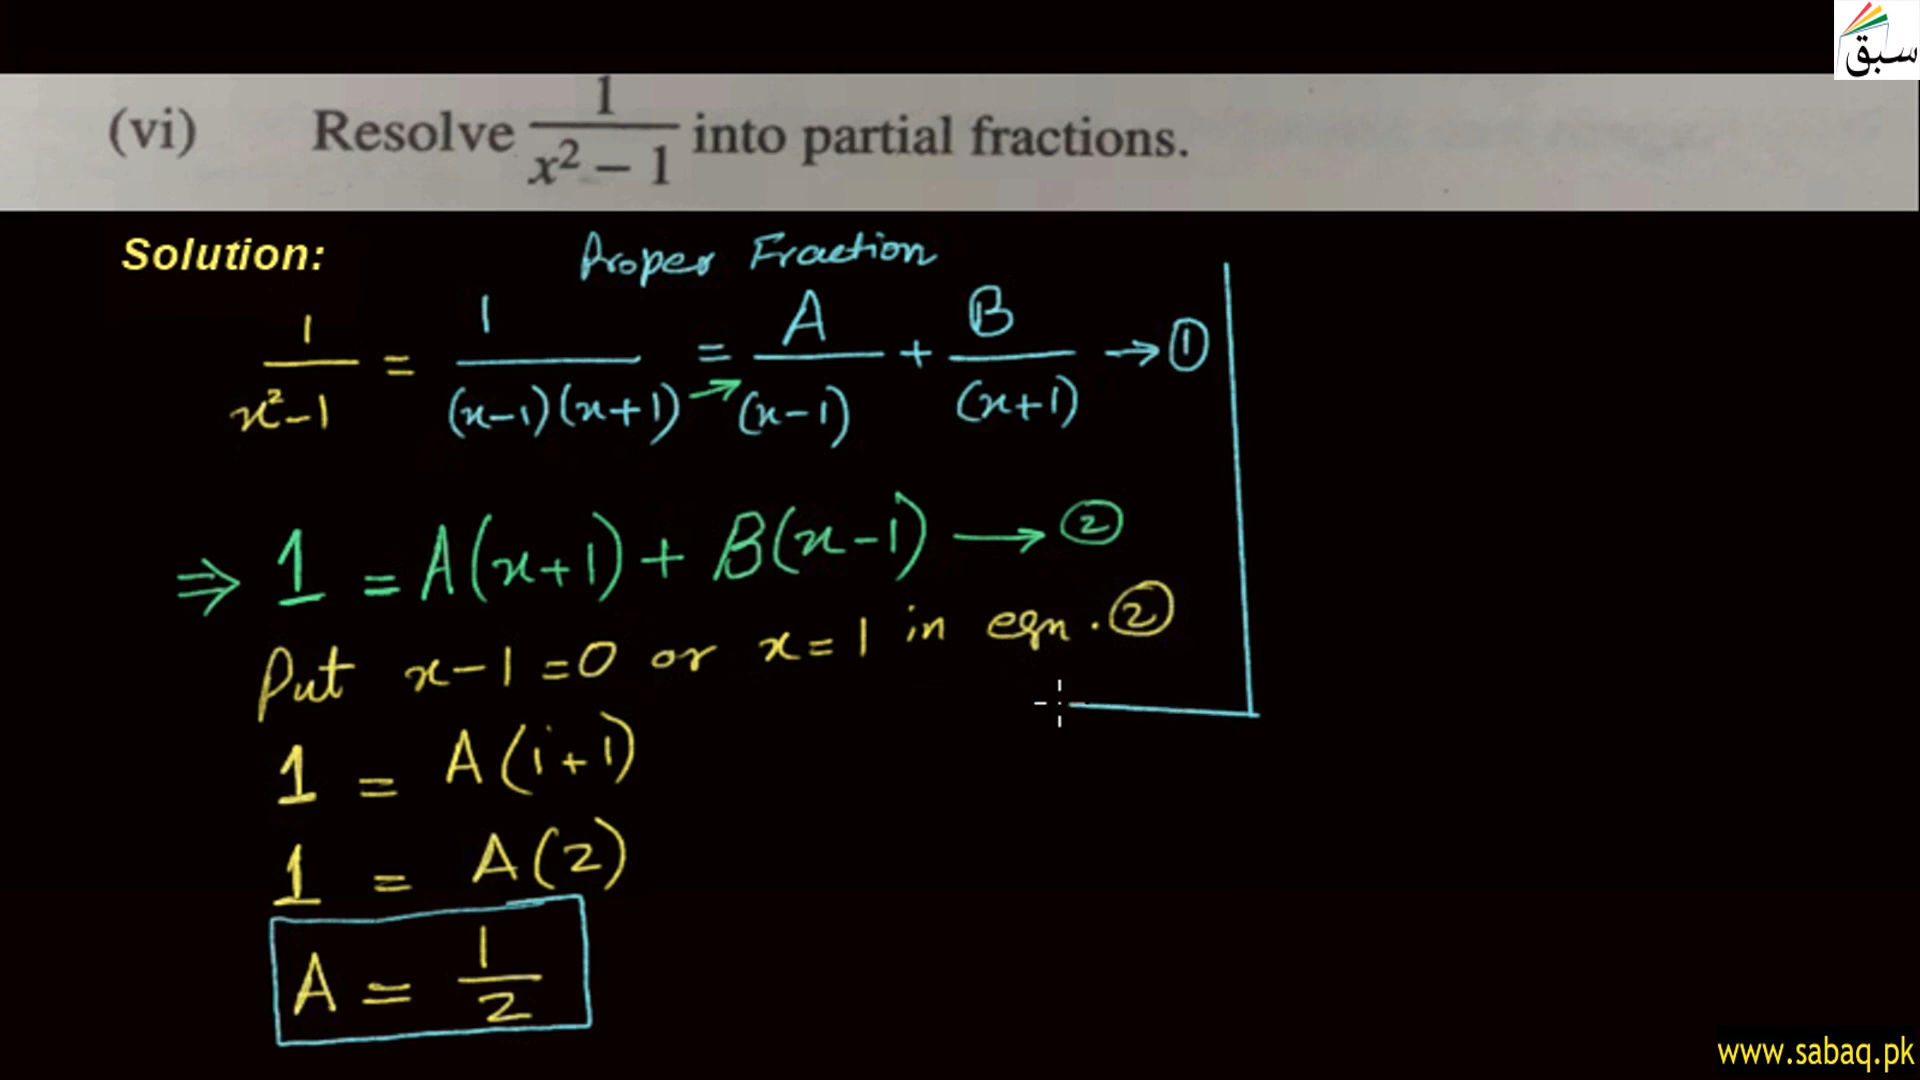 سبق
(vi) Resolve 1/(x² − 1) into partial fractions.
Solution: Proper Fraction
1/(x²-1) = 1/((x-1)(x+1)) = A/(x-1) + B/(x+1) → ①
⇒ 1 = A(x+1) + B(x-1) → ②
Put x-1=0 or x=1 in eqn. ②
1 = A(1+1)
1 = A(2)
A = 1/2
www.sabaq.pk